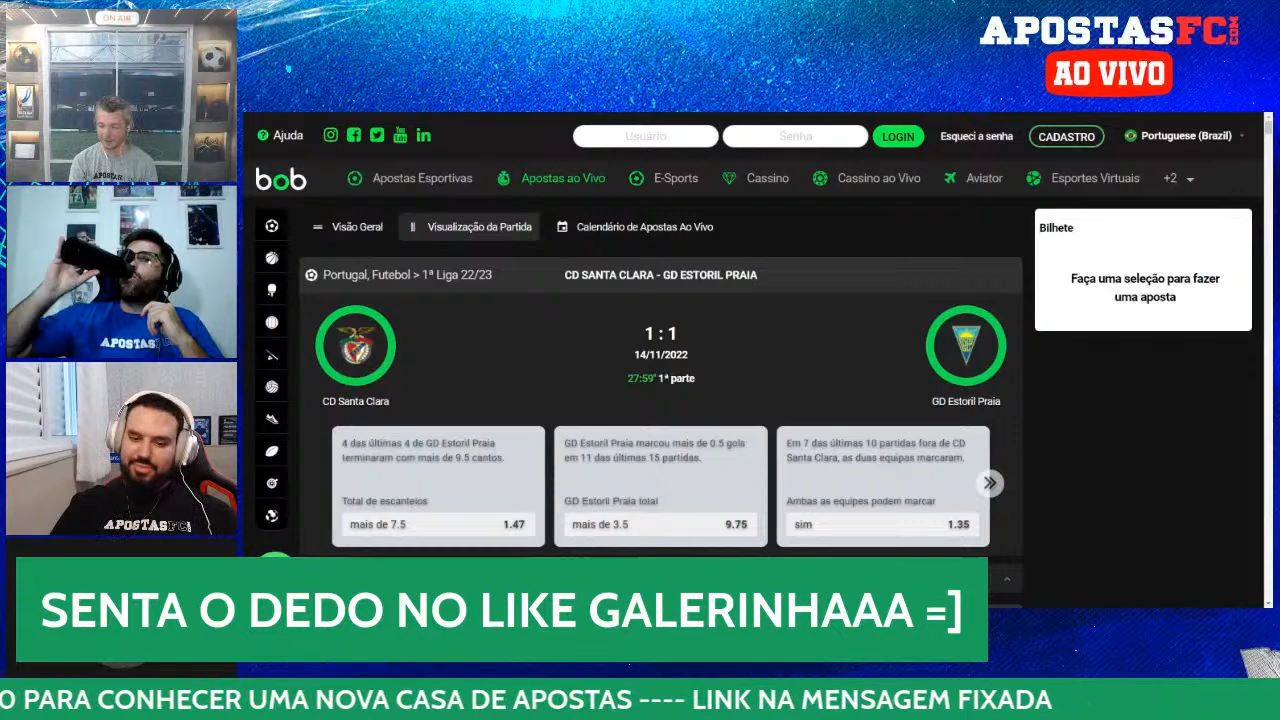 ON AIR
APOSTASFC.COM
AO VIVO
Ajuda
Usuário
Senha
LOGIN
Esqueci a senha
CADASTRO
Portuguese (Brazil)
bob
Apostas Esportivas
Apostas ao Vivo
E-Sports
Cassino
Cassino ao Vivo
Aviator
Esportes Virtuais
+2
Visão Geral
Visualização da Partida
Calendário de Apostas Ao Vivo
Bilhete
Faça uma seleção para fazer
uma aposta
Portugal, Futebol > 1ª Liga 22/23
CD SANTA CLARA - GD ESTORIL PRAIA
1 : 1
14/11/2022
27:59' 1ª parte
CD Santa Clara
GD Estoril Praia
4 das últimas 4 de GD Estoril Praia
terminaram com mais de 9.5 cantos.
Total de escanteios
mais de 7.5 1.47
GD Estoril Praia marcou mais de 0.5 gols
em 11 das últimas 15 partidas.
GD Estoril Praia total
mais de 3.5 9.75
Em 7 das últimas 10 partidas fora de CD
Santa Clara, as duas equipas marcaram.
Ambas as equipes podem marcar
sim 1.35
APOSTAS
APOSTASFC
SENTA O DEDO NO LIKE GALERINHAAA =]
O PARA CONHECER UMA NOVA CASA DE APOSTAS ---- LINK NA MENSAGEM FIXADA